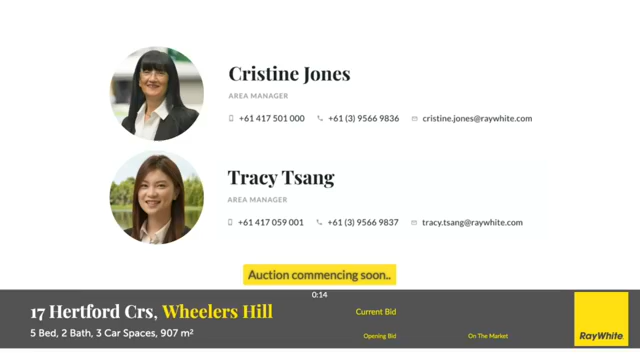 Cristine Jones
AREA MANAGER
+61 417 501 000 +61 (3) 9566 9836 cristine.jones@raywhite.com
Tracy Tsang
AREA MANAGER
+61 417 059 001 +61 (3) 9566 9837 tracy.tsang@raywhite.com
Auction commencing soon..
0:14
17 Hertford Crs, Wheelers Hill
Current Bid
5 Bed, 2 Bath, 3 Car Spaces, 907 m²
Opening Bid On The Market
RayWhite.